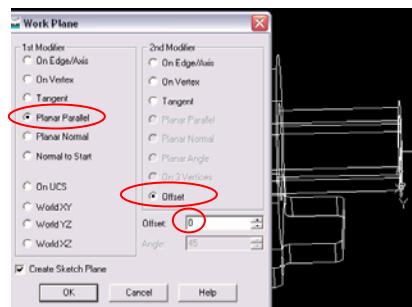 Work Plane
1st Modifier
On Edge/Axis
On Vertex
Tangent
Planar Parallel
Planar Normal
Normal to Start
On UCS
World XY
World YZ
World XZ
2nd Modifier
On Edge/Axis
On Vertex
Tangent
Planar Parallel
Planar Normal
Planar Angle
On 3 Vertices
Offset
Offset: 0
Angle: 45
Create Sketch Plane
OK Cancel Help
Y